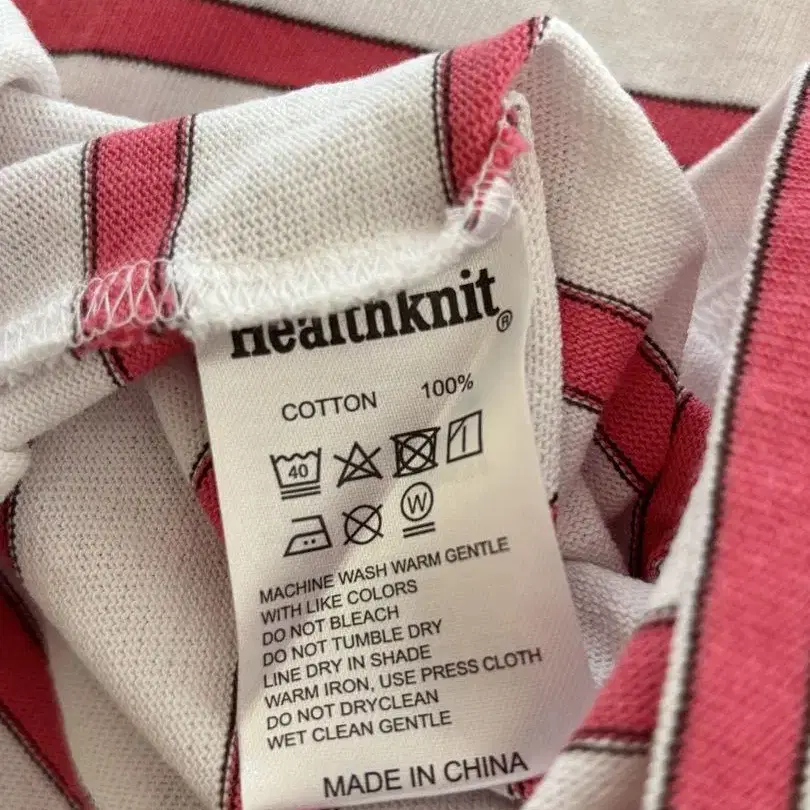 Healthknit®
COTTON 100%
40
W
MACHINE WASH WARM GENTLE
WITH LIKE COLORS
DO NOT BLEACH
DO NOT TUMBLE DRY
LINE DRY IN SHADE
WARM IRON, USE PRESS CLOTH
DO NOT DRYCLEAN
WET CLEAN GENTLE
MADE IN CHINA